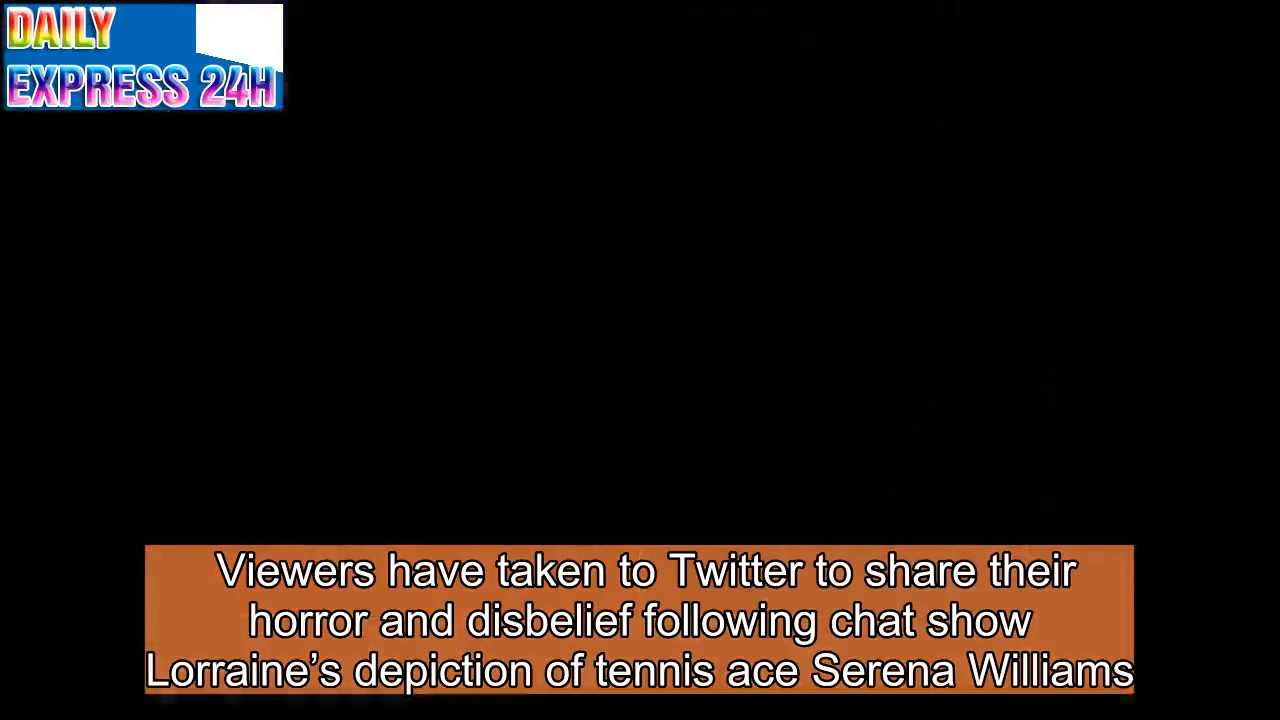 DAILY
EXPRESS 24H
Viewers have taken to Twitter to share their
horror and disbelief following chat show
Lorraine’s depiction of tennis ace Serena Williams